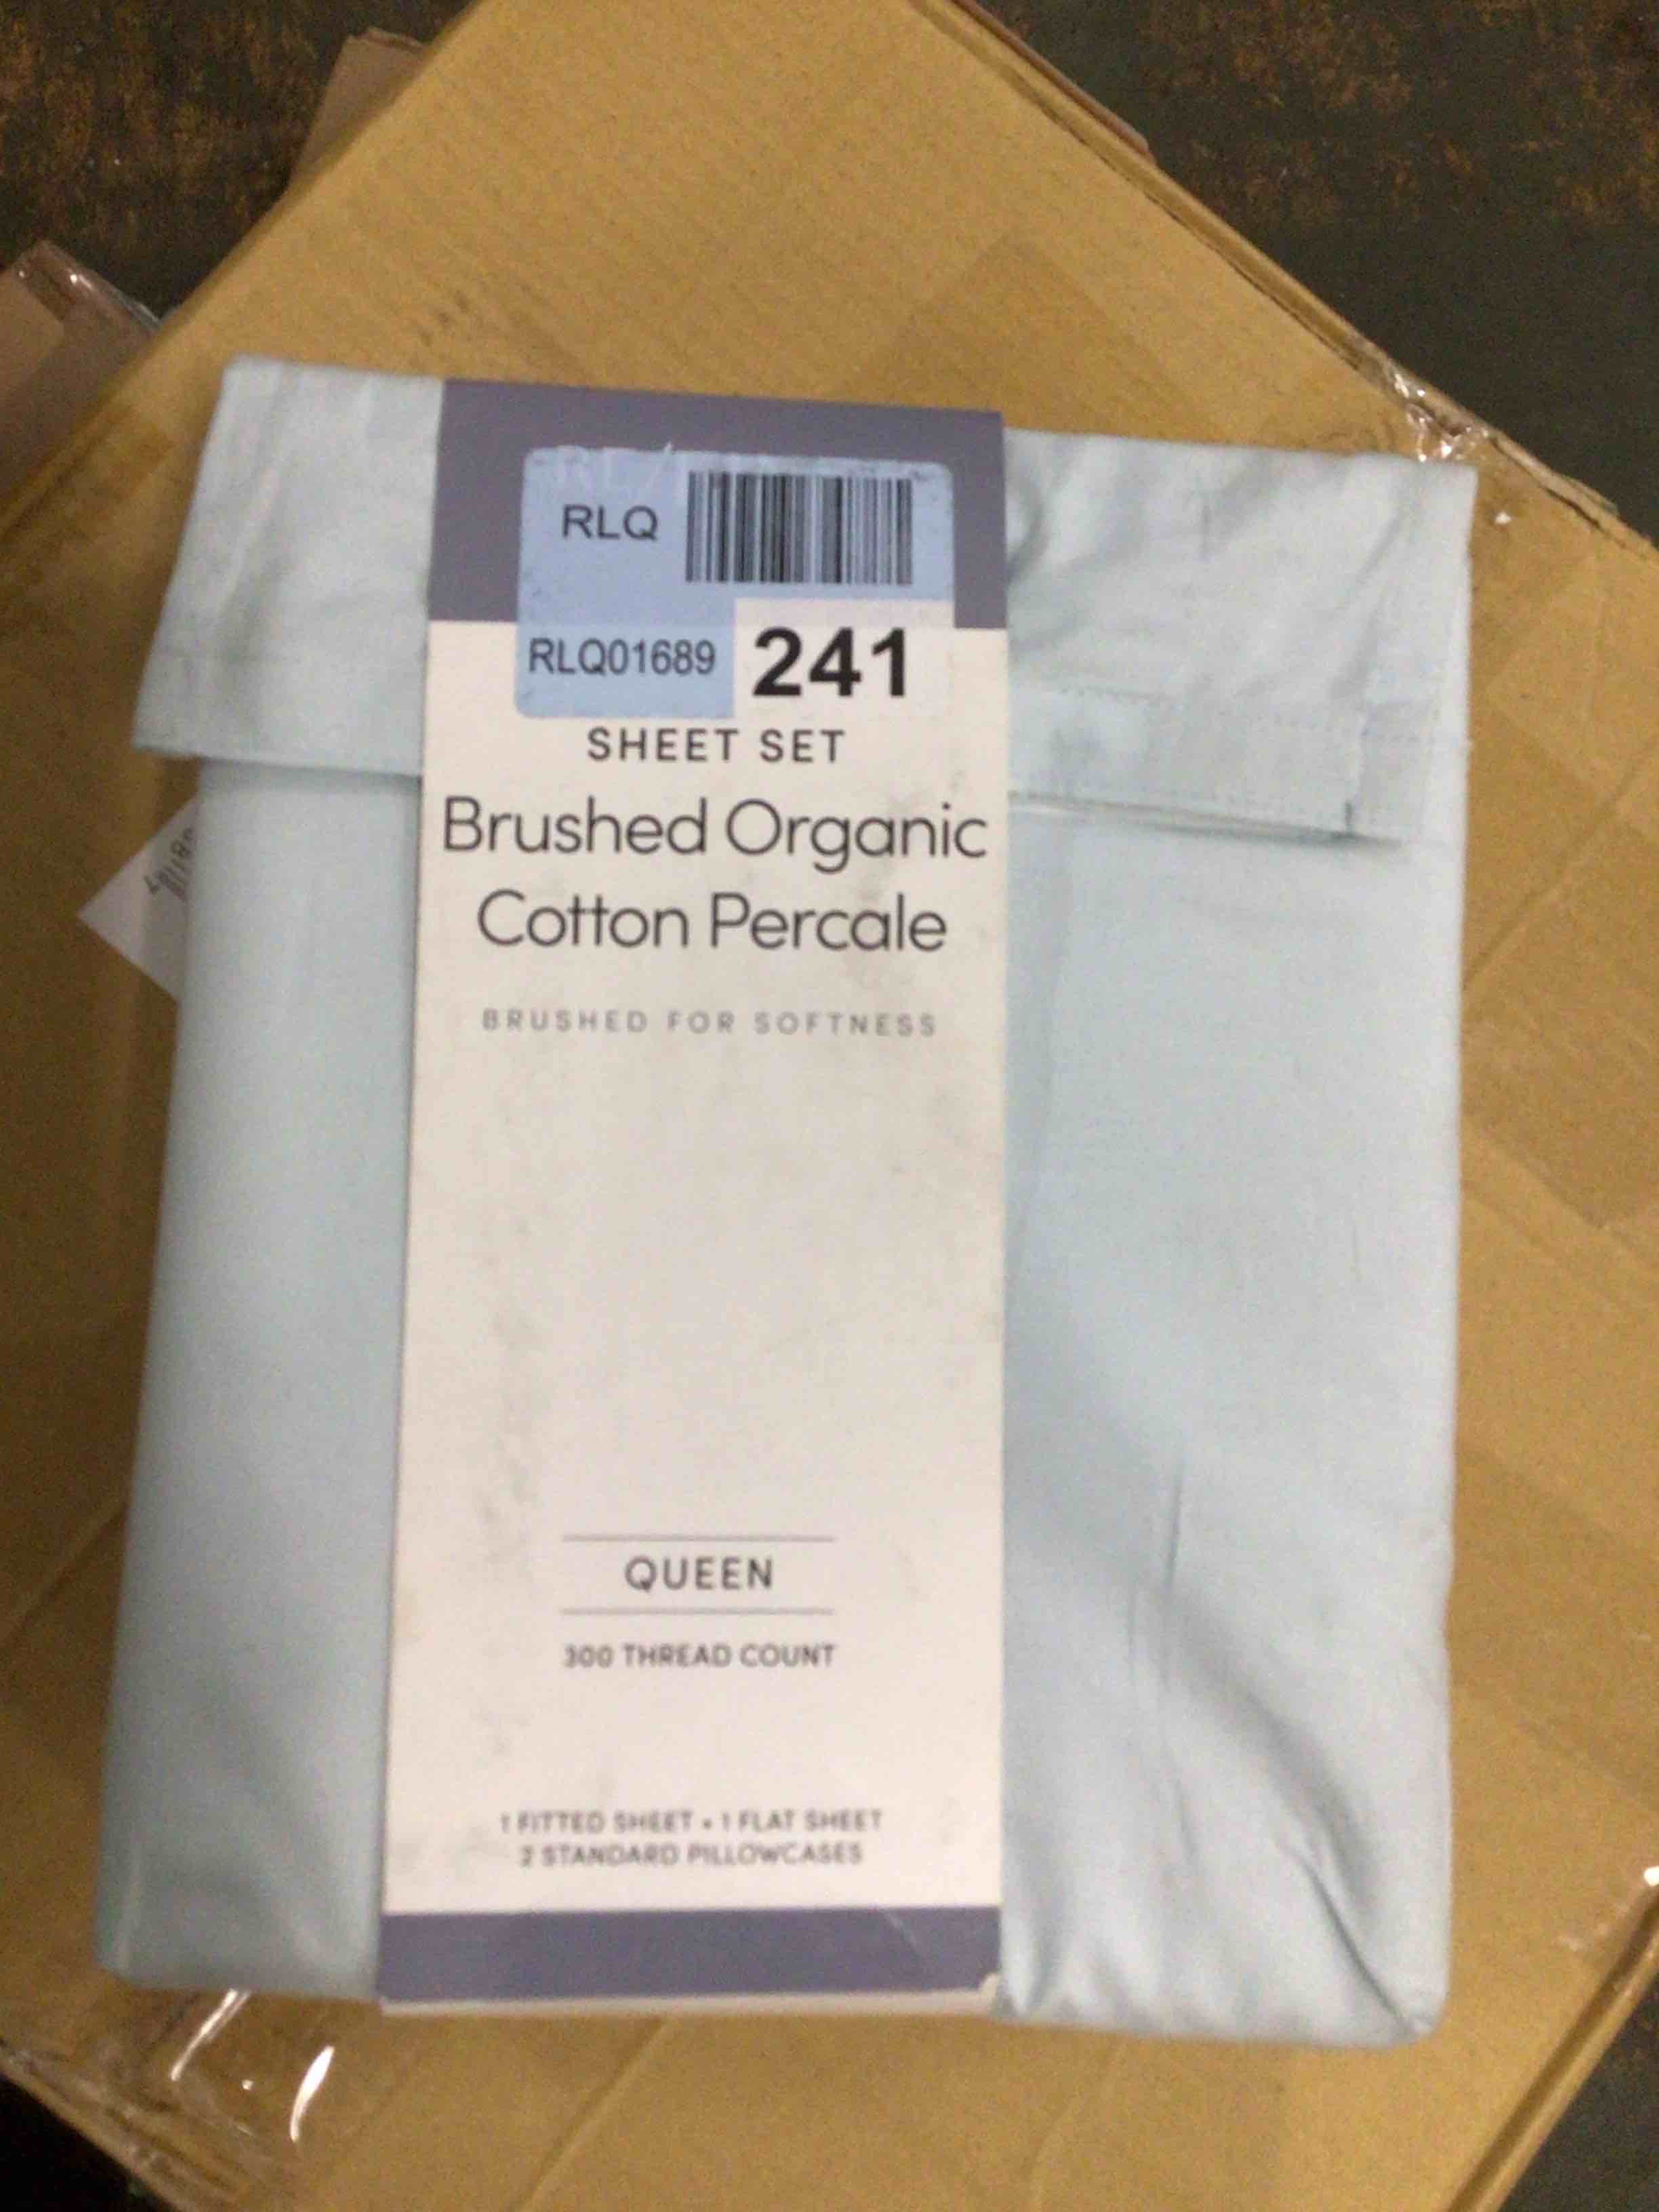 RLQ
RLQ01689 241
SHEET SET
Brushed Organic
Cotton Percale
BRUSHED FOR SOFTNESS
QUEEN
300 THREAD COUNT
1 FITTED SHEET • 1 FLAT SHEET
2 STANDARD PILLOWCASES